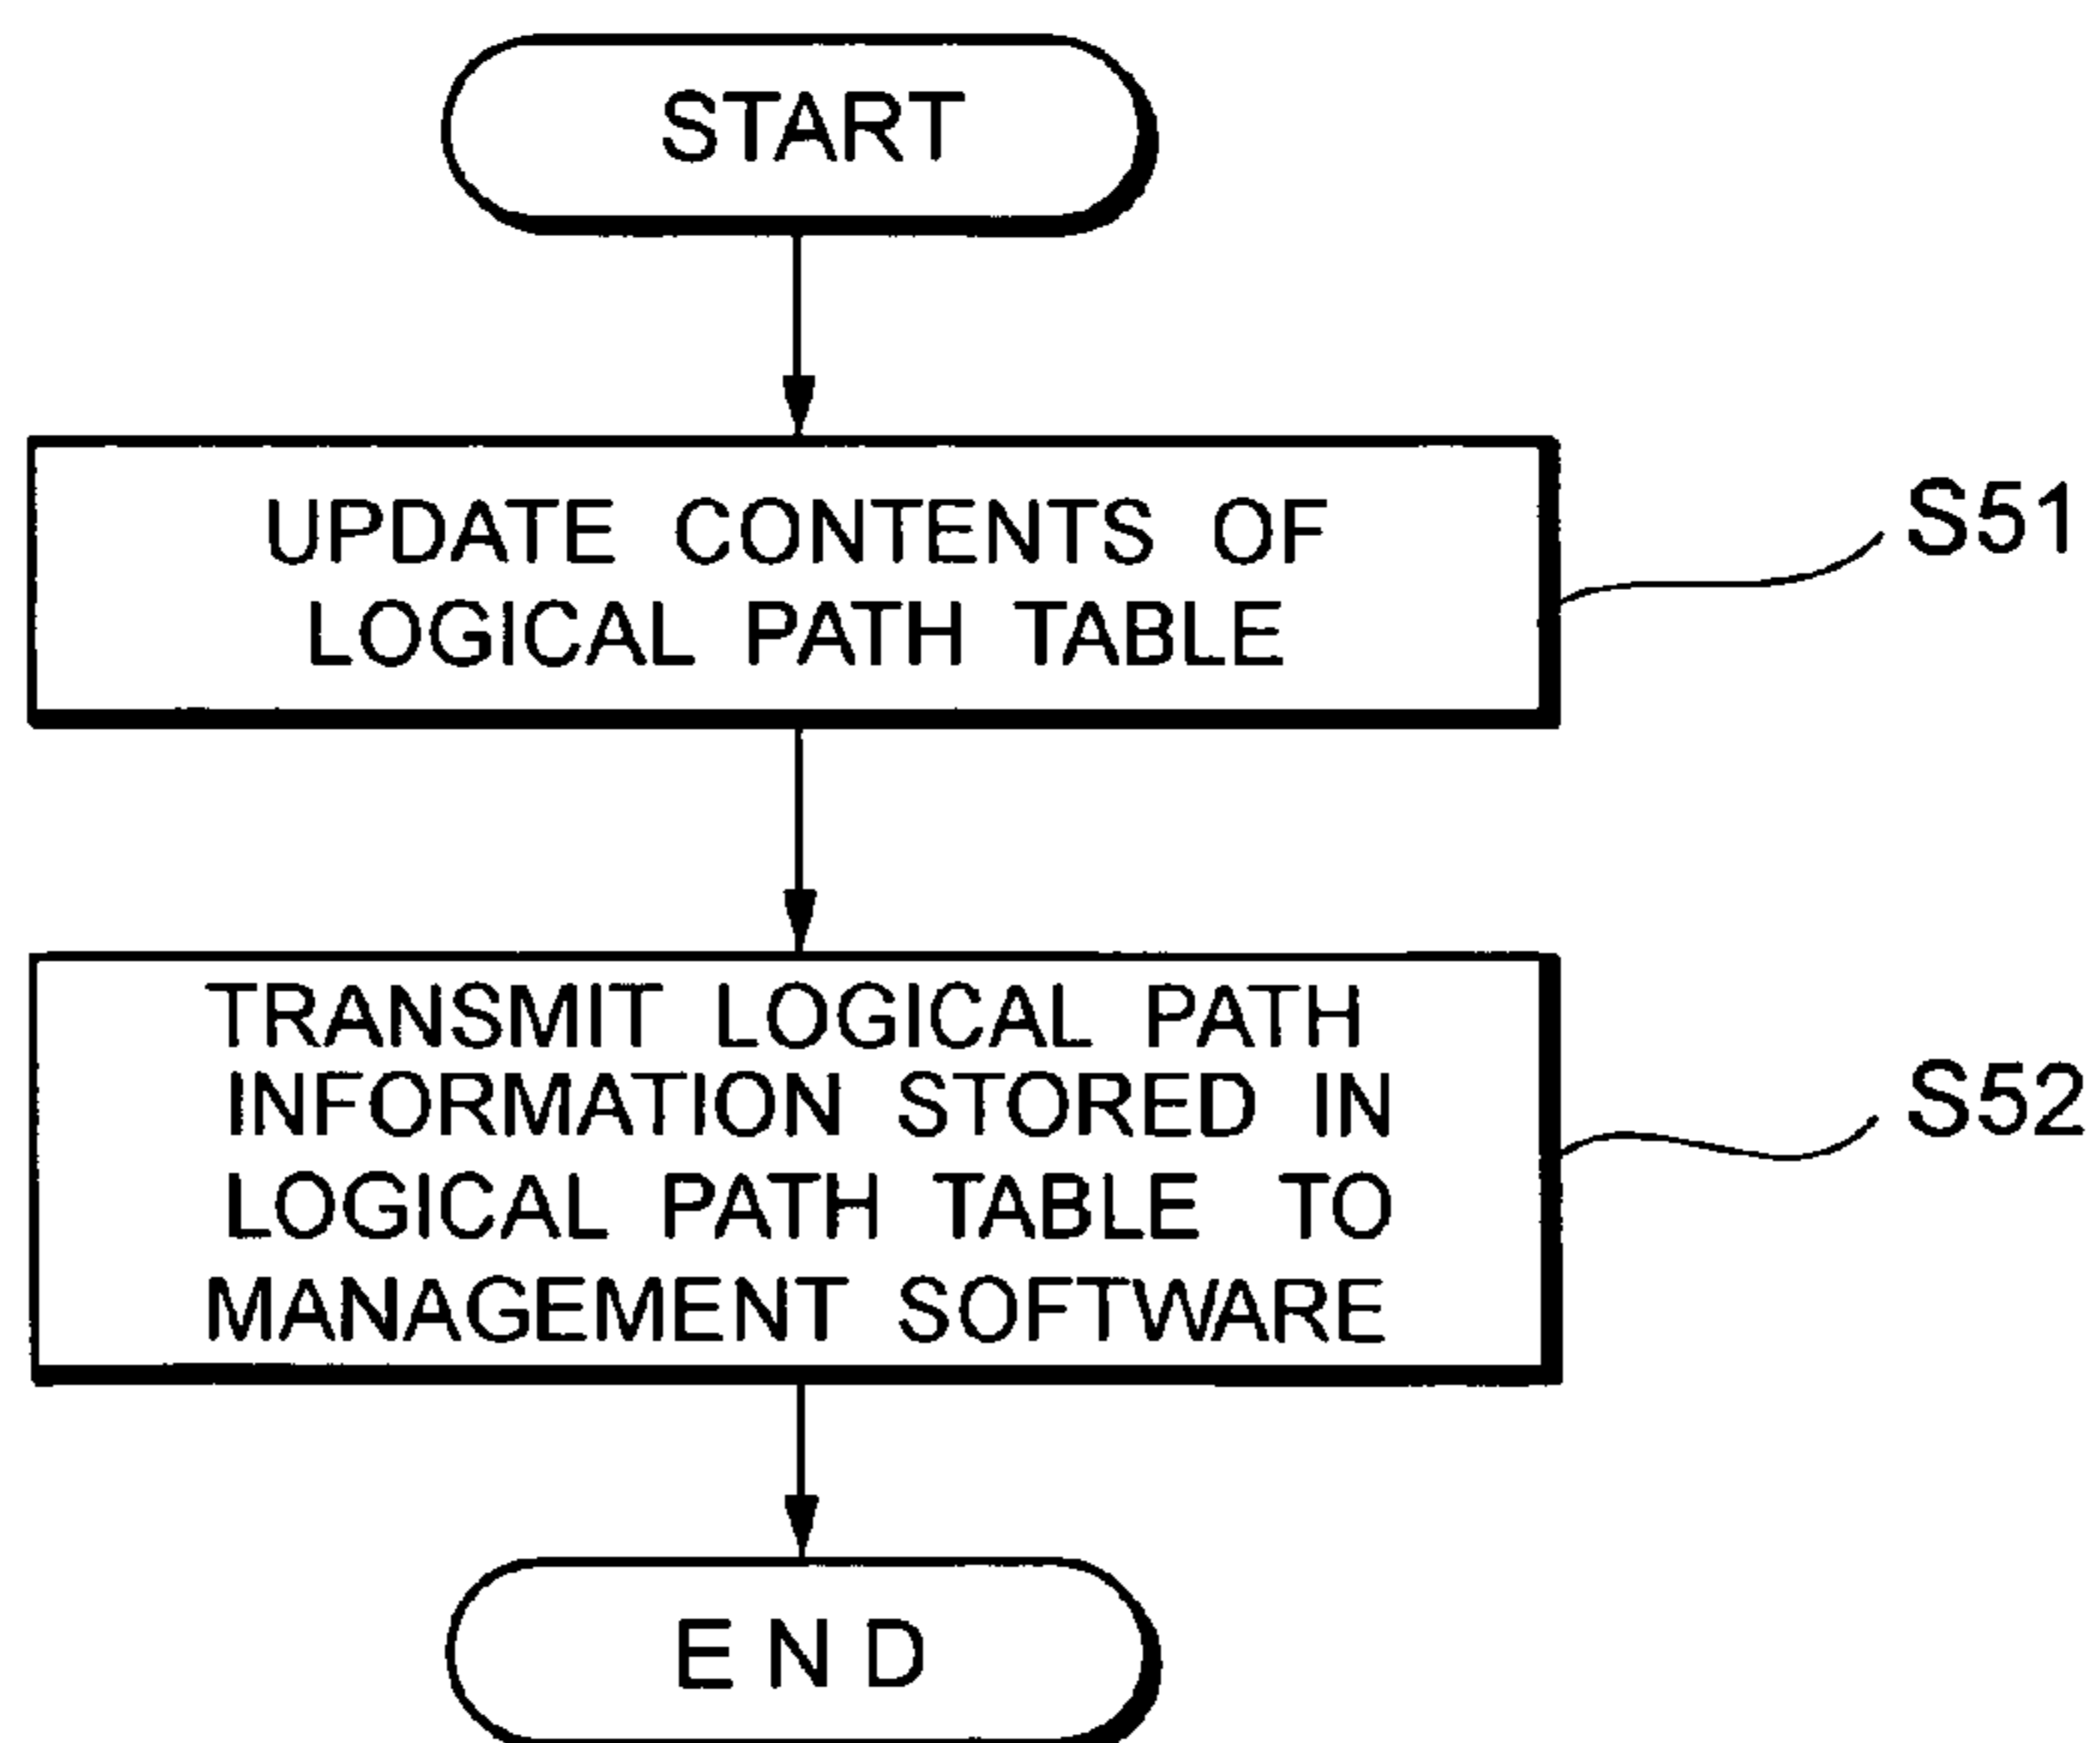 START
UPDATE CONTENTS OF
LOGICAL PATH TABLE
S51
TRANSMIT LOGICAL PATH
INFORMATION STORED IN
LOGICAL PATH TABLE TO
MANAGEMENT SOFTWARE
S52
END